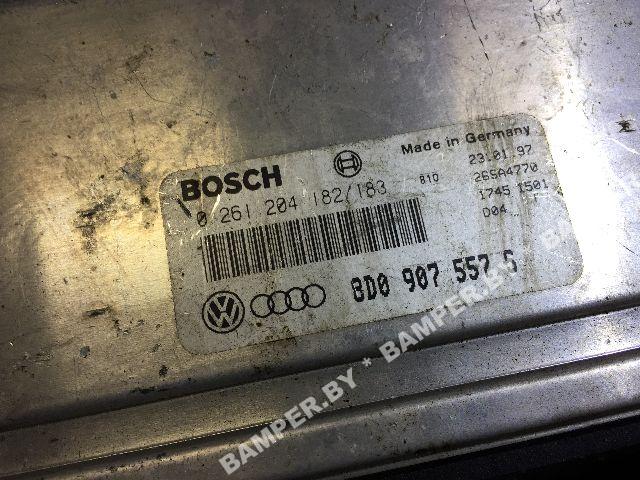 BOSCH
Made in Germany
0 261 204 182/183
B10
23.01.97
26SA4770
1745 1501
D04
8D0 907 557
BAMPER.BY * BAMPER.BY